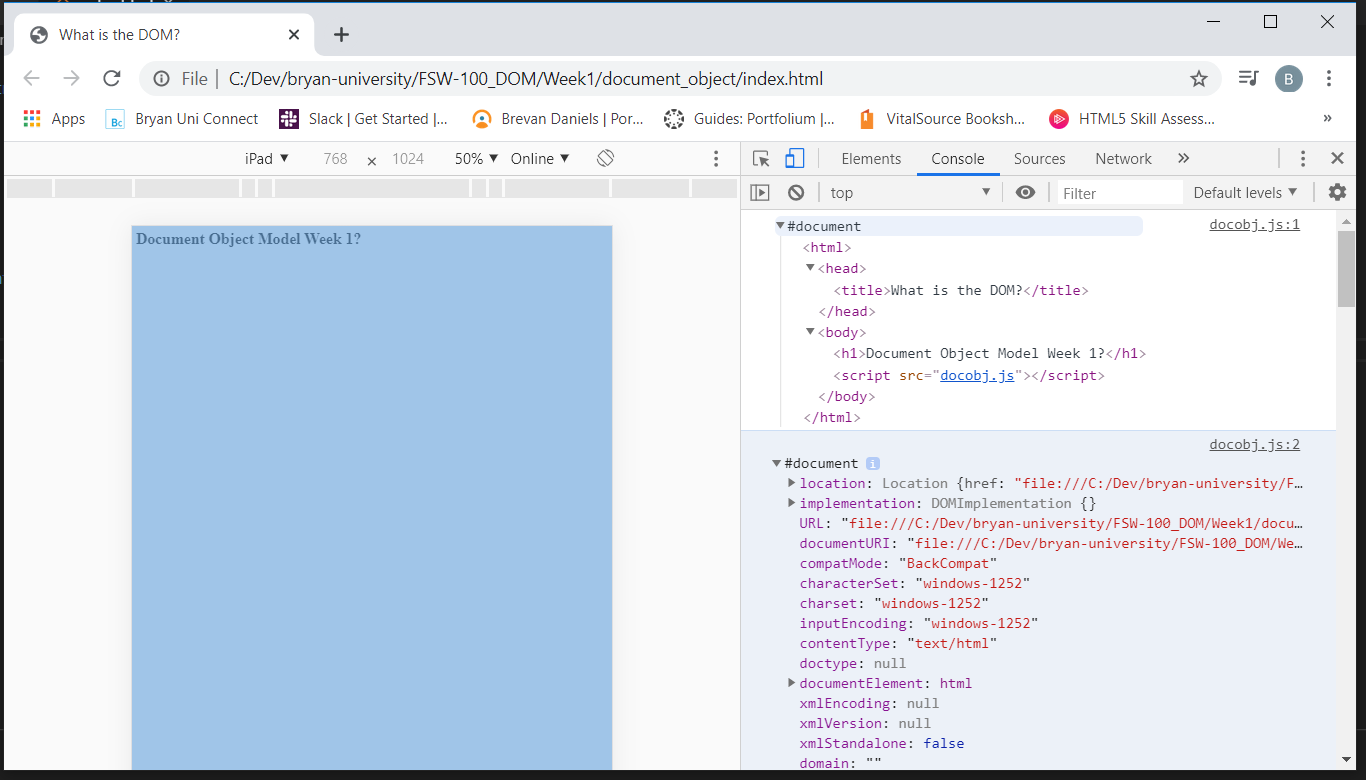 What is the DOM?
File | C:/Dev/bryan-university/FSW-100_DOM/Week1/document_object/index.html
B
Apps Bryan Uni Connect Slack | Get Started |... Brevan Daniels | Por... Guides: Portfolium |... VitalSource Booksh... HTML5 Skill Assess... »
iPad ▼ 768 x 1024 50% ▼ Online ▼
Elements Console Sources Network »
top ▼ Filter Default levels ▼
Document Object Model Week 1?
▼#document docobj.js:1
<html>
▼<head>
<title>What is the DOM?</title>
</head>
▼<body>
<h1>Document Object Model Week 1?</h1>
<script src="docobj.js"></script>
</body>
</html>
docobj.js:2
▼#document i
▶location: Location {href: "file:///C:/Dev/bryan-university/F…
▶implementation: DOMImplementation {}
URL: "file:///C:/Dev/bryan-university/FSW-100_DOM/Week1/docu…
documentURI: "file:///C:/Dev/bryan-university/FSW-100_DOM/We…
compatMode: "BackCompat"
characterSet: "windows-1252"
charset: "windows-1252"
inputEncoding: "windows-1252"
contentType: "text/html"
doctype: null
▶documentElement: html
xmlEncoding: null
xmlVersion: null
xmlStandalone: false
domain: ""